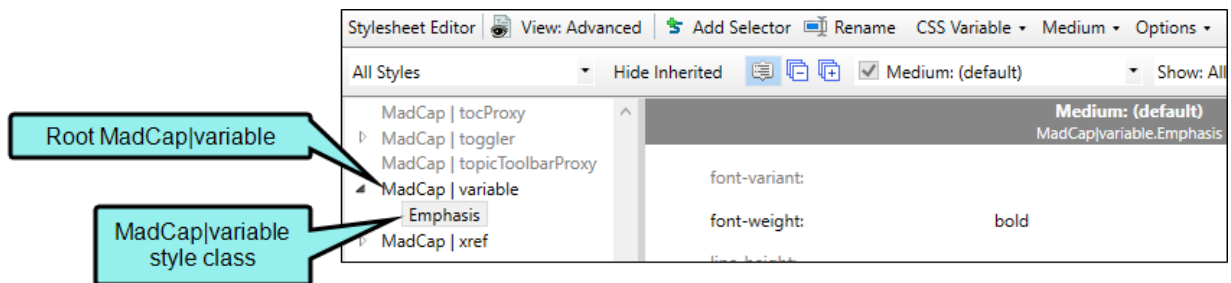 Stylesheet Editor View: Advanced Add Selector Rename CSS Variable Medium Options
All Styles Hide Inherited Medium: (default) Show: All
MadCap | tocProxy
MadCap | toggler
MadCap | topicToolbarProxy
MadCap | variable
Emphasis
MadCap | xref
Medium: (default)
MadCap|variable.Emphasis
font-variant:
font-weight: bold
line-height:
Root MadCap|variable
MadCap|variable
style class